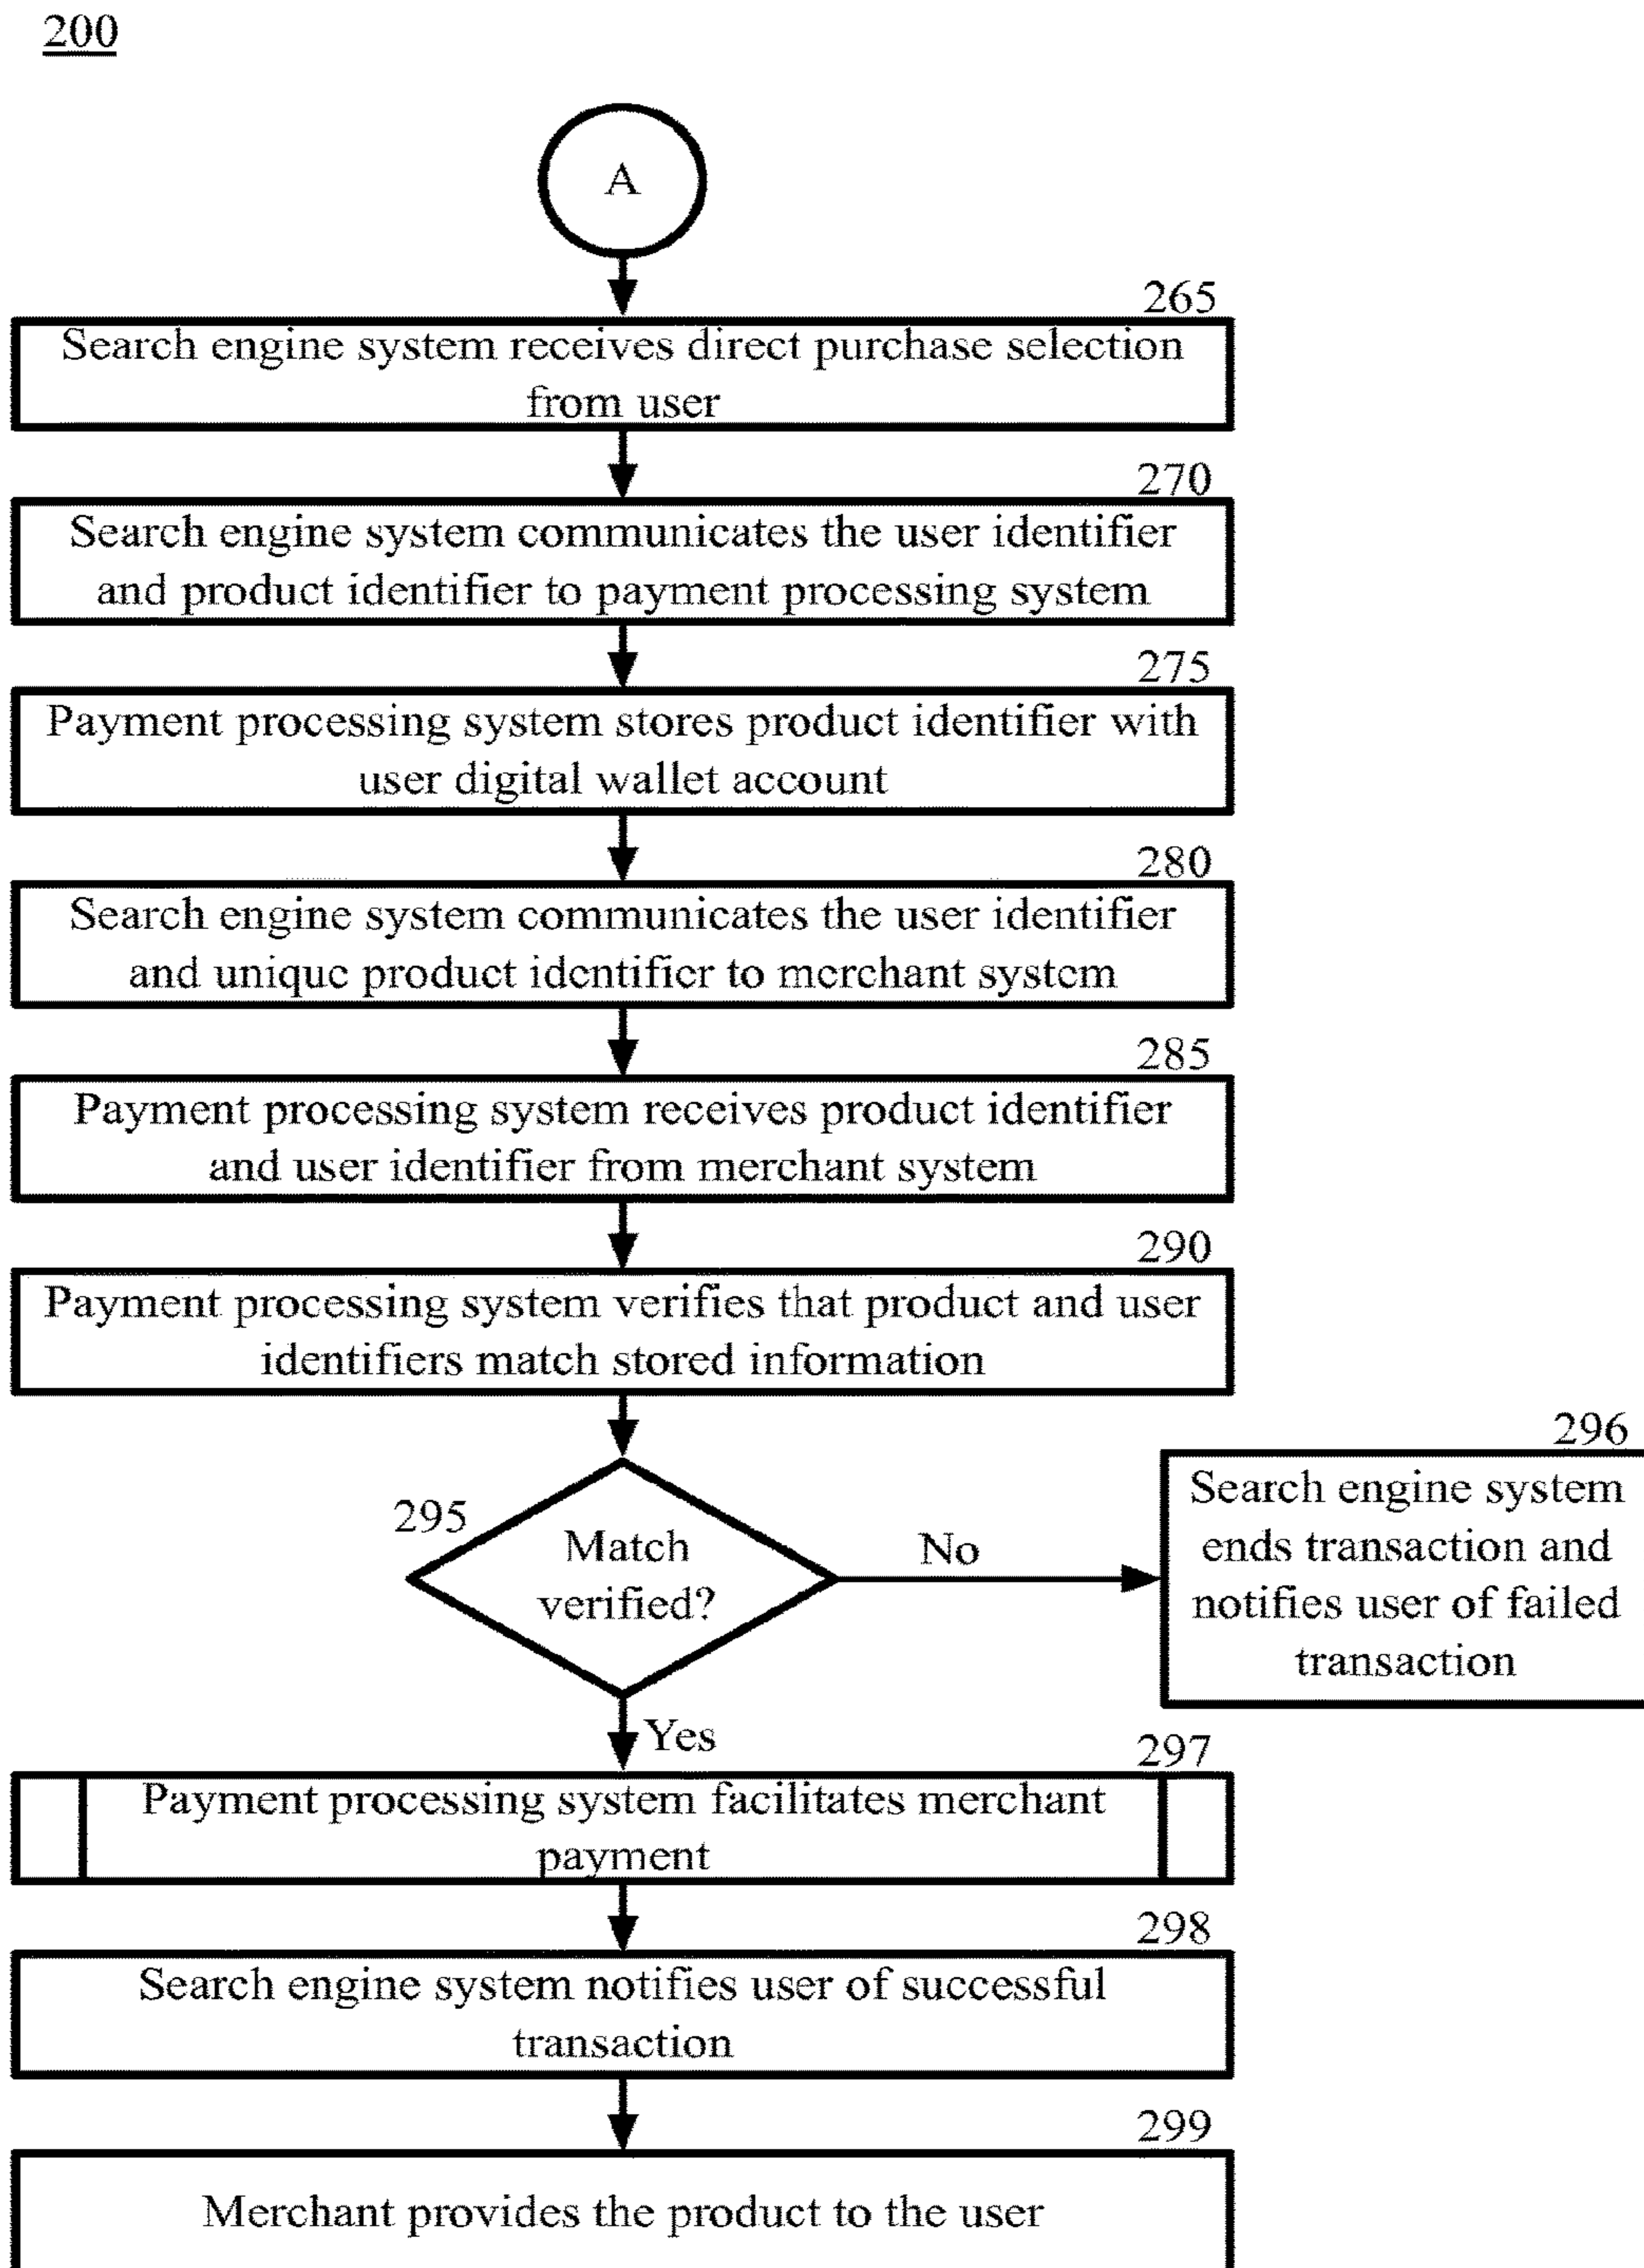 200
A
265
Search engine system receives direct purchase selection
from user
270
Search engine system communicates the user identifier
and product identifier to payment processing system
275
Payment processing system stores product identifier with
user digital wallet account
280
Search engine system communicates the user identifier
and unique product identifier to merchant system
285
Payment processing system receives product identifier
and user identifier from merchant system
290
Payment processing system verifies that product and user
identifiers match stored information
295
Match
verified?
No
296
Search engine system
ends transaction and
notifies user of failed
transaction
Yes
297
Payment processing system facilitates merchant
payment
298
Search engine system notifies user of successful
transaction
299
Merchant provides the product to the user